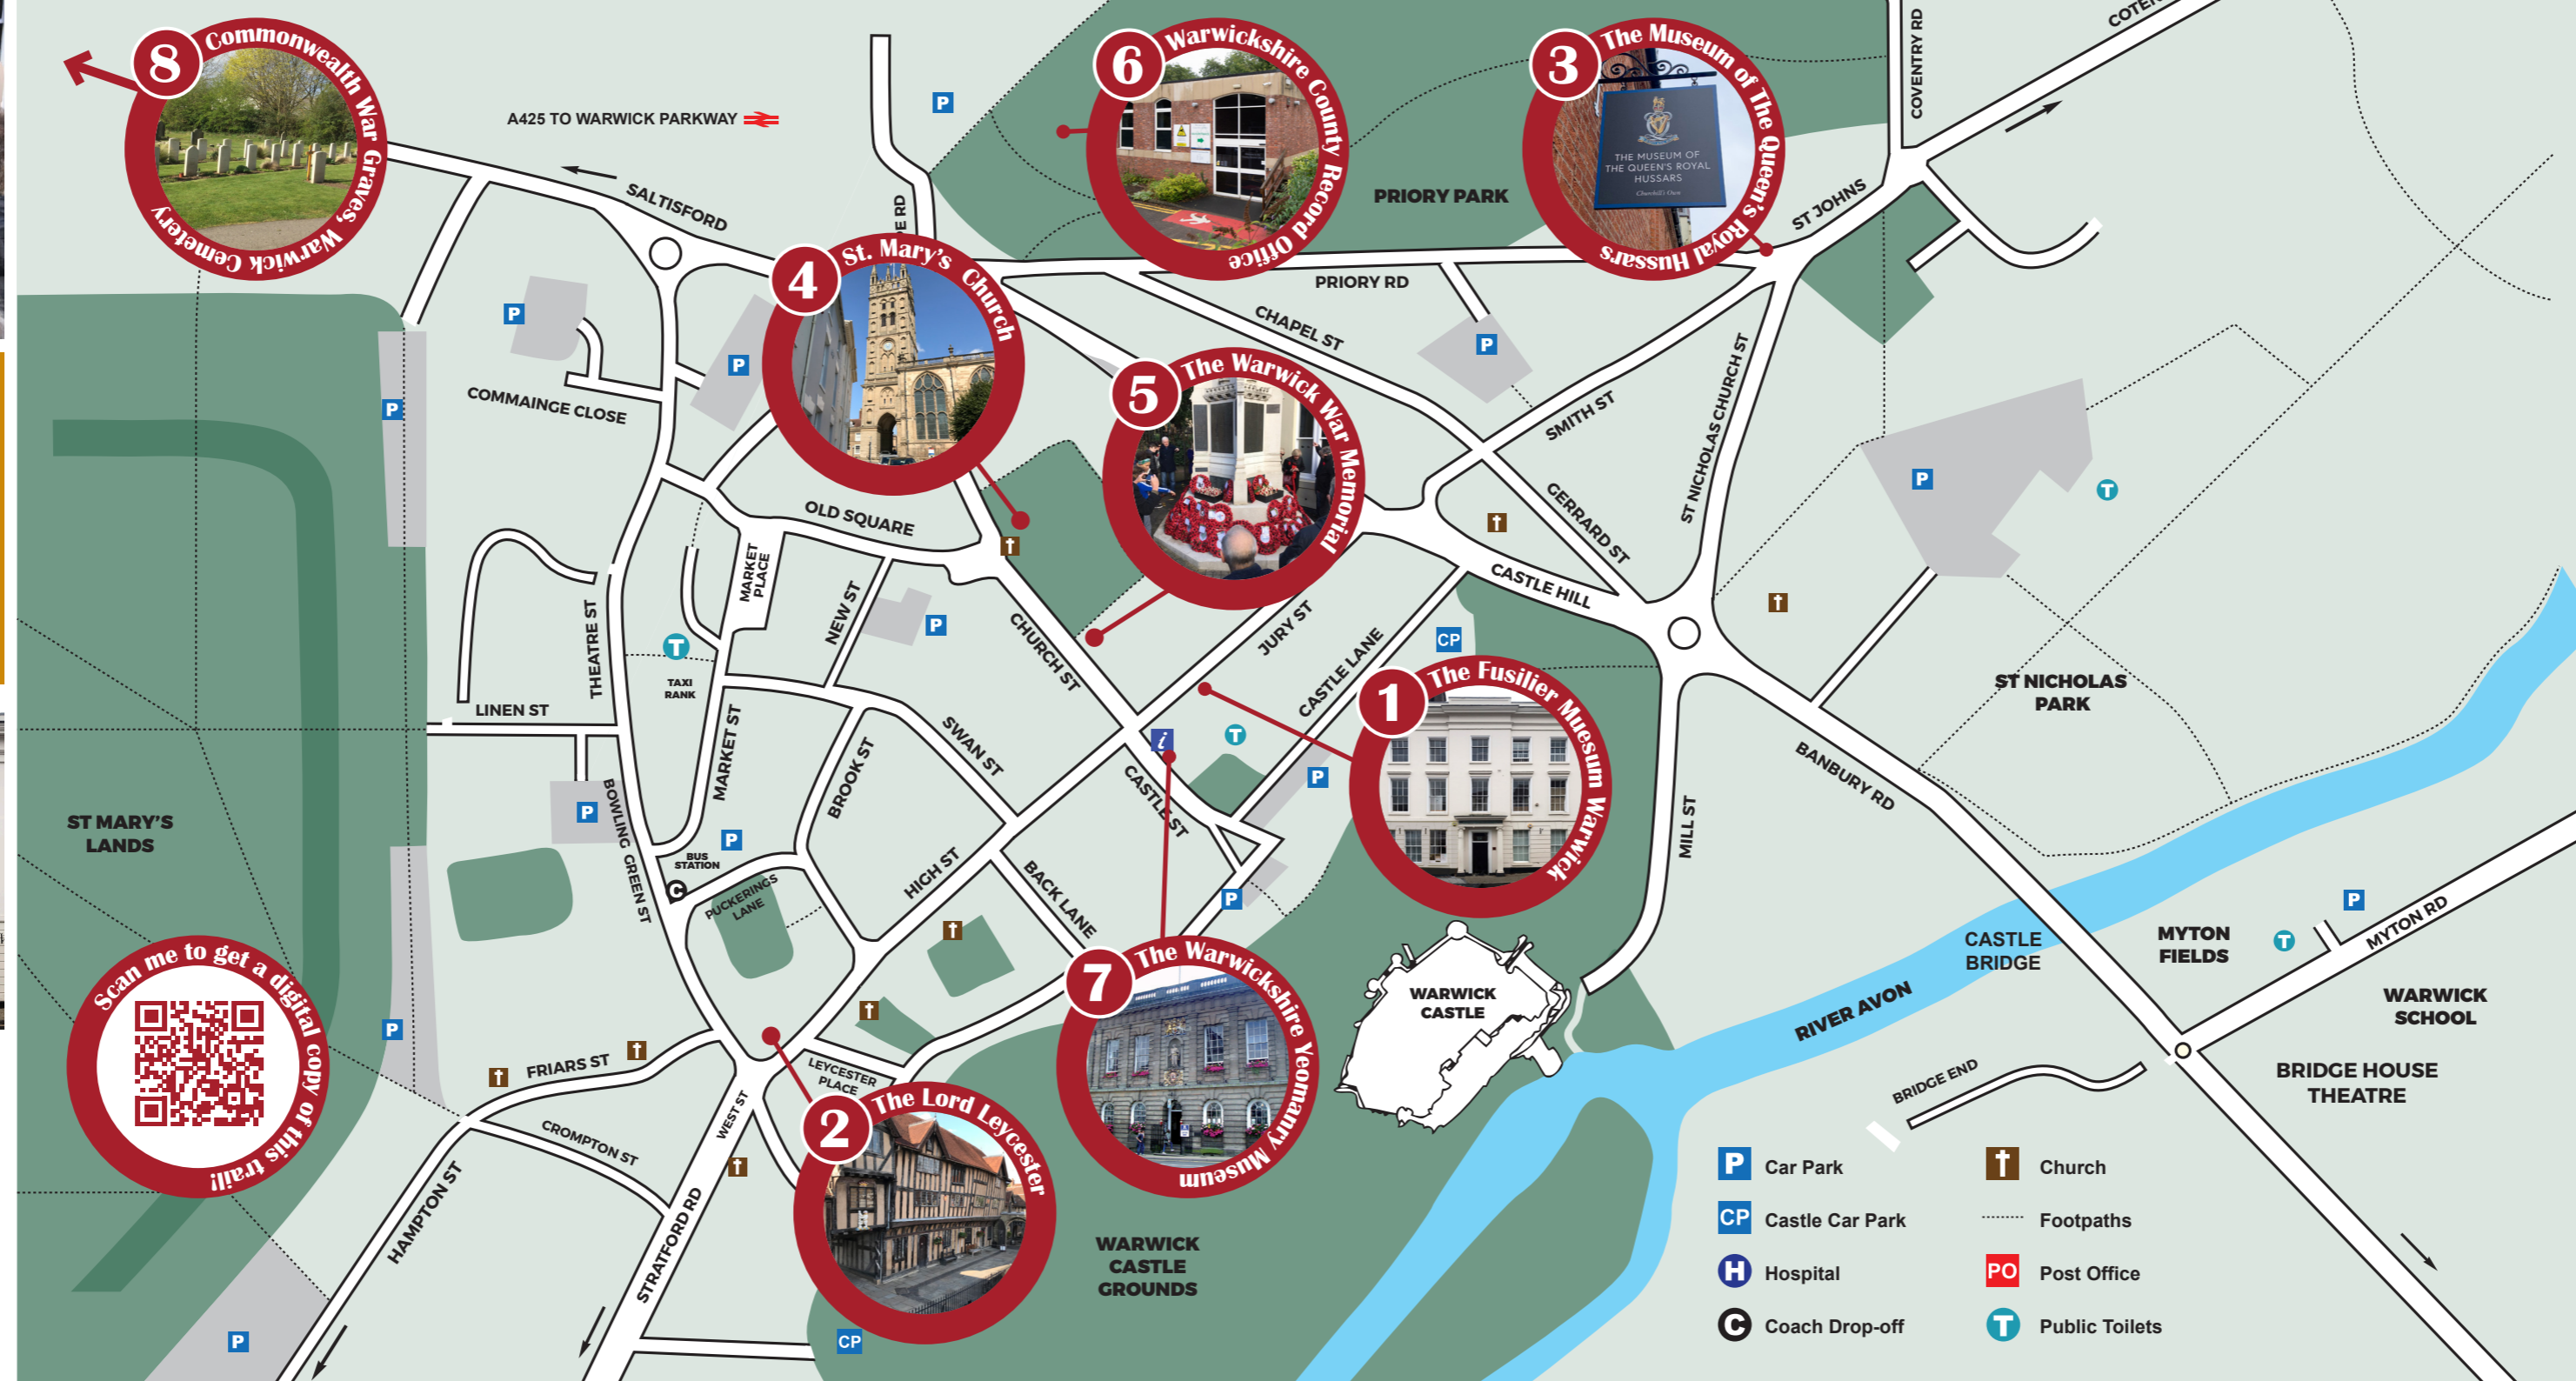 8
Commonwealth War Graves, Warwick Cemetery
6
Warwickshire County Record Office
3
The Museum of The Queen's Royal Hussars
THE MUSEUM OF
THE QUEEN'S ROYAL
HUSSARS
Churchill's Own
COVENTRY RD
A425 TO WARWICK PARKWAY
P
SALTISFORD
PRIORY PARK
ST JOHNS
4
St. Mary's Church
PRIORY RD
CHAPEL ST
P
P
P
P
COMMAINGE CLOSE
5
The Warwick War Memorial
SMITH ST
ST NICHOLAS CHURCH ST
P
T
OLD SQUARE
GERRARD ST
MARKET
PLACE
NEW ST
P
CASTLE HILL
THEATRE ST
T
TAXI
RANK
CHURCH ST
JURY ST
CASTLE LANE
CP
1
The Fusilier Muesum Warwick
ST NICHOLAS
PARK
LINEN ST
MARKET ST
SWAN ST
BROOK ST
i
T
CASTLE ST
P
BANBURY RD
ST MARY'S
LANDS
P
BOWLING GREEN ST
P
BUS
STATION
C
PUCKERINGS
LANE
HIGH ST
BACK LANE
P
MILL ST
P
MYTON RD
T
CASTLE
BRIDGE
MYTON
FIELDS
Scan me to get a digital copy of this trail!
7
The Warwickshire Yeomanry Museum
WARWICK
CASTLE
RIVER AVON
WARWICK
SCHOOL
P
FRIARS ST
LEYCESTER
PLACE
BRIDGE END
BRIDGE HOUSE
THEATRE
2
The Lord Leycester
WEST ST
CROMPTON ST
HAMPTON ST
STRATFORD RD
WARWICK
CASTLE
GROUNDS
P
CP
P Car Park
CP Castle Car Park
H Hospital
C Coach Drop-off
Church
Footpaths
PO Post Office
T Public Toilets